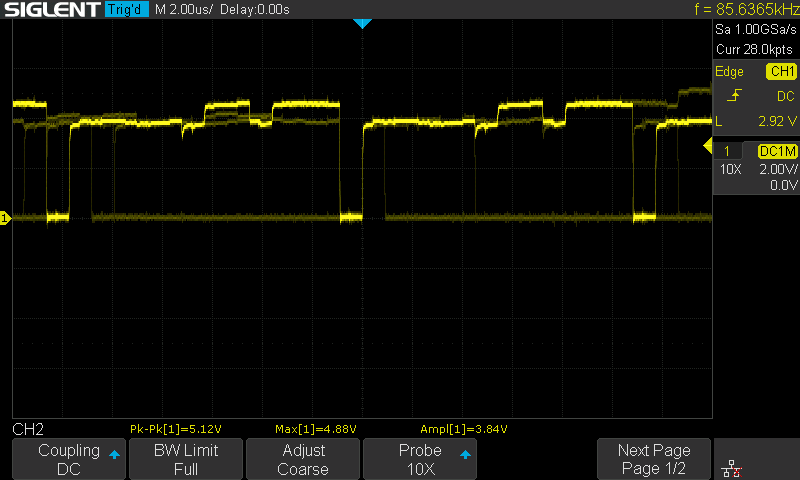 SIGLENT Trig'd M 2.00us/ Delay:0.00s f = 85.6365kHz
Sa 1.00GSa/s
Curr 28.0kpts
Edge CH1
DC
L 2.92 V
1 DC1M
10X 2.00V/
0.0V
1
CH2 Pk-Pk[1]=5.12V Max[1]=4.88V Ampl[1]=3.84V
Coupling BW Limit Adjust Probe Next Page
DC Full Coarse 10X Page 1/2